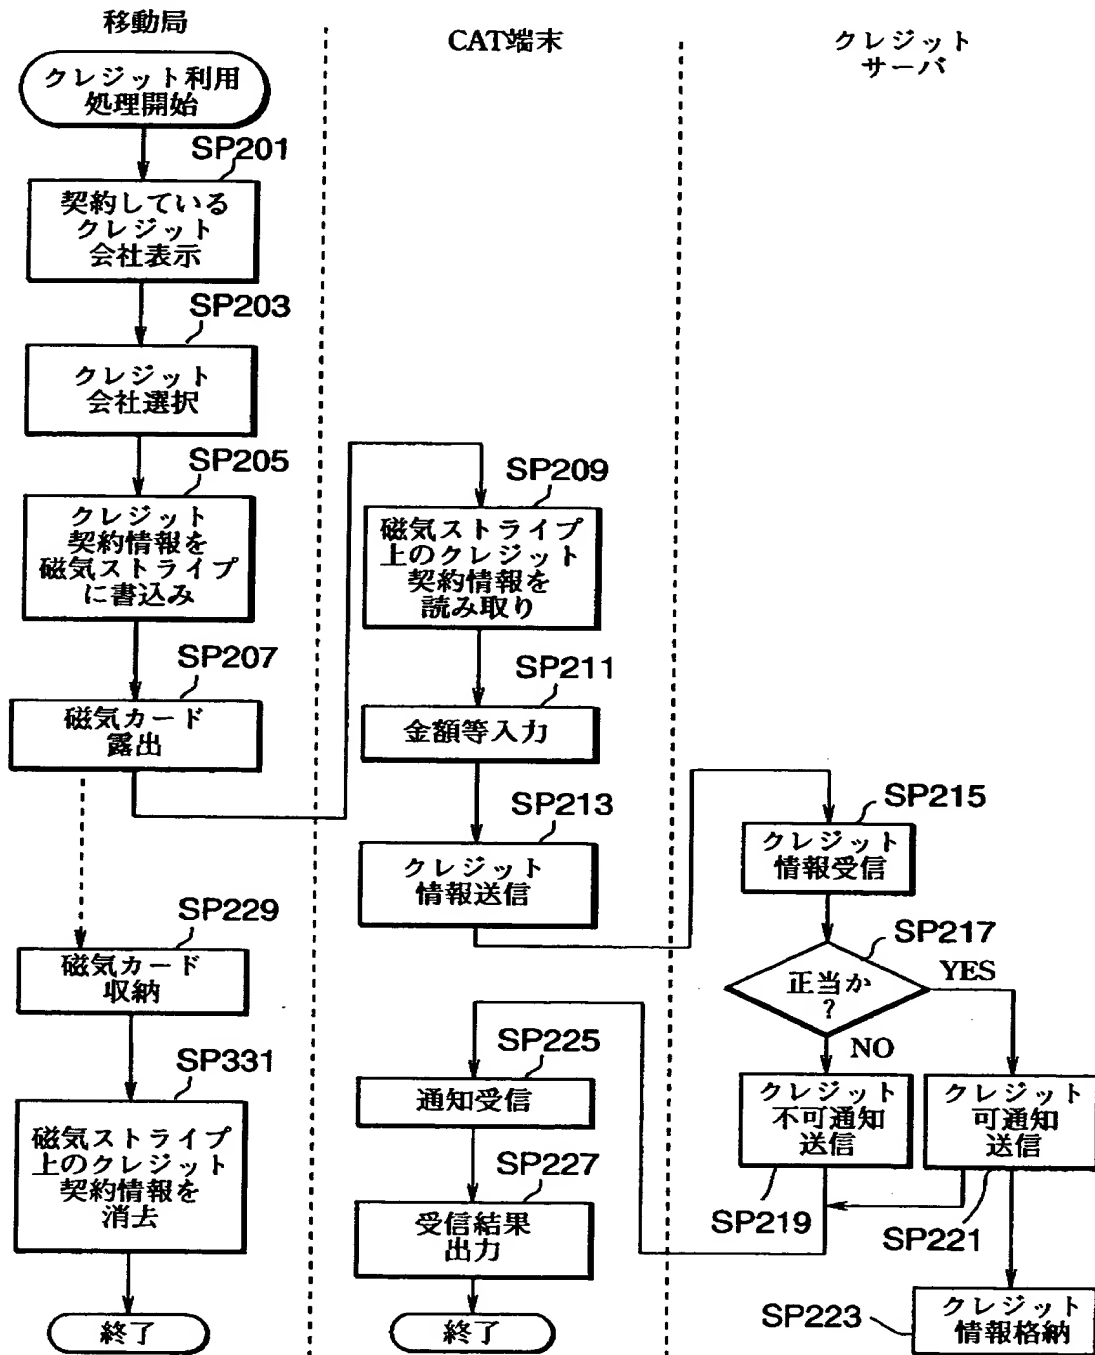 移動局
クレジット利用
処理開始
SP201
契約している
クレジット
会社表示
SP203
クレジット
会社選択
SP205
クレジット
契約情報を
磁気ストライプ
に書込み
SP207
磁気カード
露出
SP229
磁気カード
収納
SP331
磁気ストライプ
上のクレジット
契約情報を
消去
終了
CAT端末
SP209
磁気ストライプ
上のクレジット
契約情報を
読み取り
SP211
金額等入力
SP213
クレジット
情報送信
SP225
通知受信
SP227
受信結果
出力
終了
クレジット
サーバ
SP215
クレジット
情報受信
SP217
正当か
?
YES
NO
クレジット
不可通知
送信
SP219
クレジット
可通知
送信
SP221
SP223
クレジット
情報格納